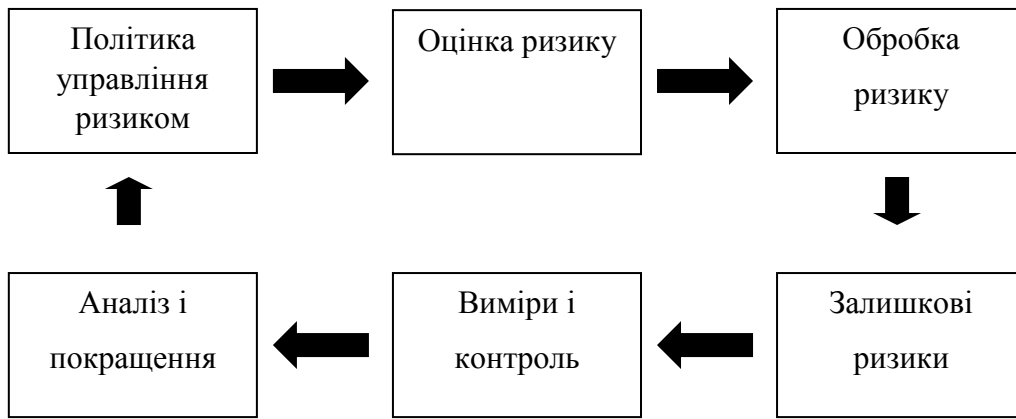 Політика
управління
ризиком
Оцінка ризику
Обробка
ризику
Аналіз і
покращення
Виміри і
контроль
Залишкові
ризики